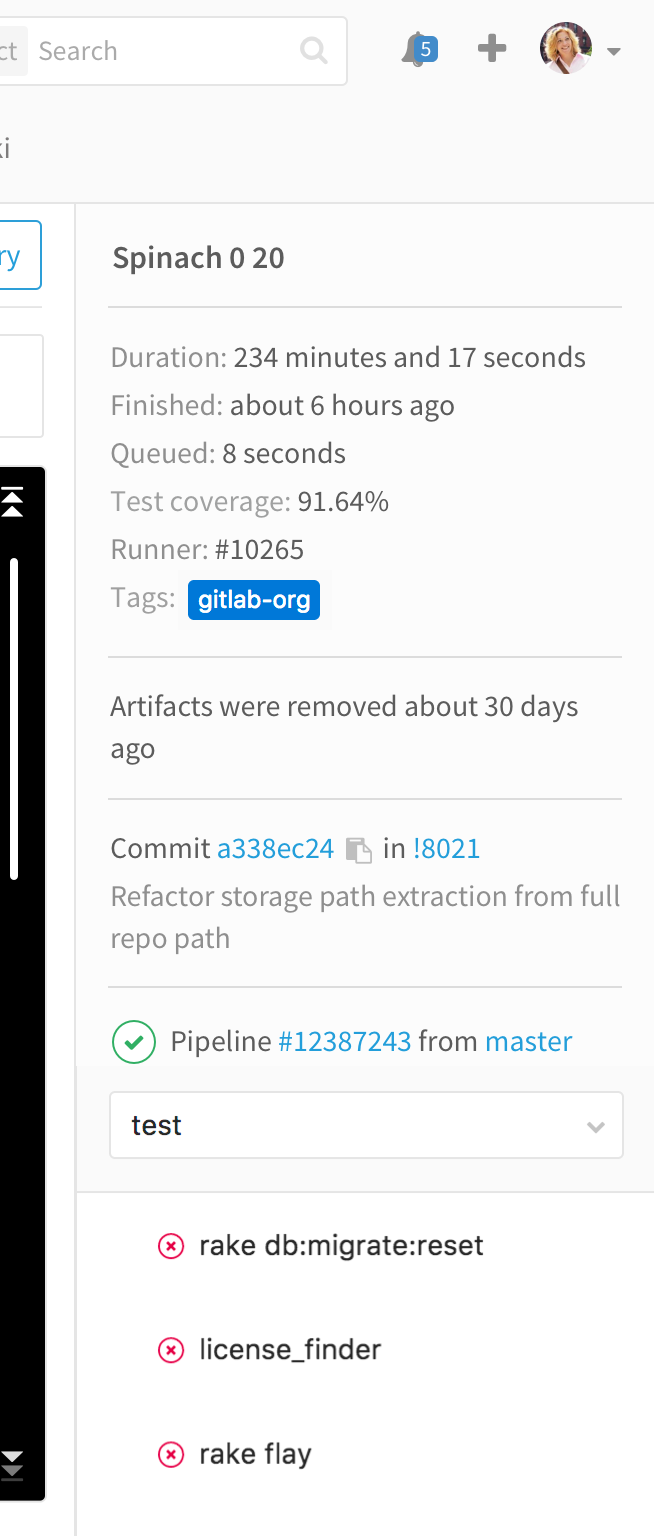 ct Search 5
ki
ry
Spinach 0 20
Duration: 234 minutes and 17 seconds
Finished: about 6 hours ago
Queued: 8 seconds
Test coverage: 91.64%
Runner: #10265
Tags: gitlab-org
Artifacts were removed about 30 days
ago
Commit a338ec24 in !8021
Refactor storage path extraction from full
repo path
Pipeline #12387243 from master
test
rake db:migrate:reset
license_finder
rake flay